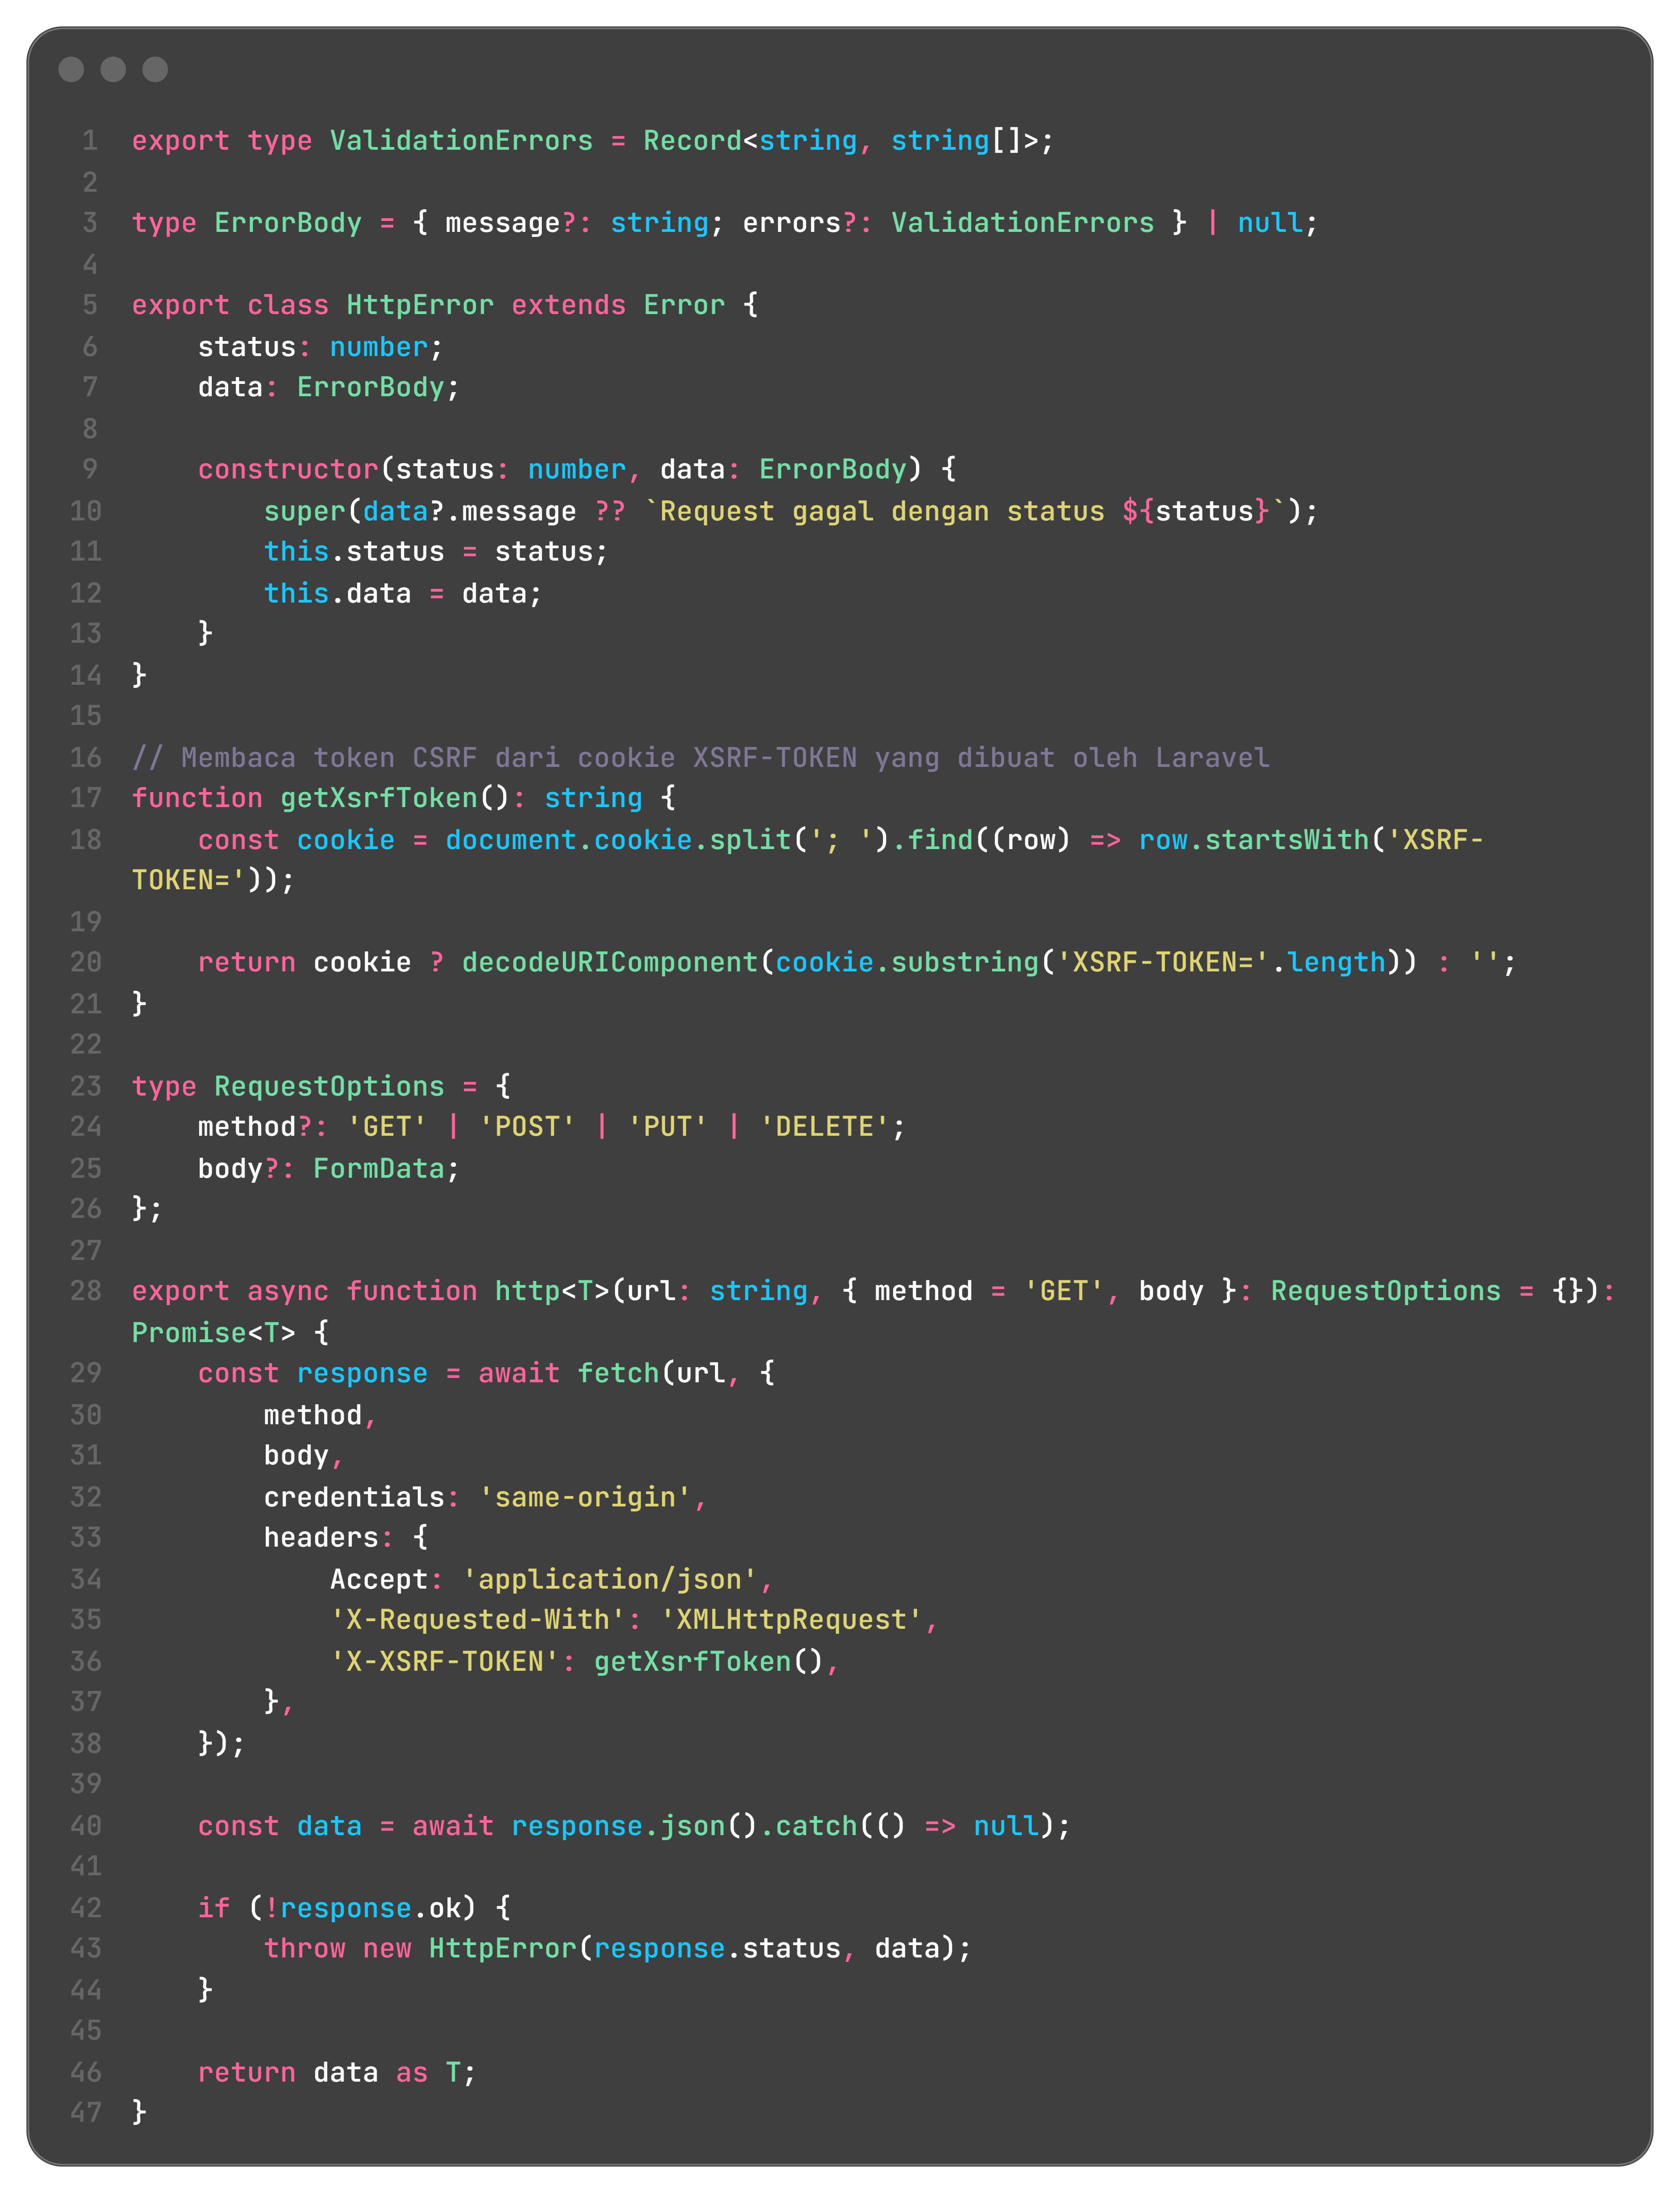 1 export type ValidationErrors = Record<string, string[]>;
2
3 type ErrorBody = { message?: string; errors?: ValidationErrors } | null;
4
5 export class HttpError extends Error {
6     status: number;
7     data: ErrorBody;
8
9     constructor(status: number, data: ErrorBody) {
10         super(data?.message ?? `Request gagal dengan status ${status}`);
11         this.status = status;
12         this.data = data;
13     }
14 }
15
16 // Membaca token CSRF dari cookie XSRF-TOKEN yang dibuat oleh Laravel
17 function getXsrfToken(): string {
18     const cookie = document.cookie.split('; ').find((row) => row.startsWith('XSRF-
TOKEN='));
19
20     return cookie ? decodeURIComponent(cookie.substring('XSRF-TOKEN='.length)) : '';
21 }
22
23 type RequestOptions = {
24     method?: 'GET' | 'POST' | 'PUT' | 'DELETE';
25     body?: FormData;
26 };
27
28 export async function http<T>(url: string, { method = 'GET', body }: RequestOptions = {}):
Promise<T> {
29     const response = await fetch(url, {
30         method,
31         body,
32         credentials: 'same-origin',
33         headers: {
34             Accept: 'application/json',
35             'X-Requested-With': 'XMLHttpRequest',
36             'X-XSRF-TOKEN': getXsrfToken(),
37         },
38     });
39
40     const data = await response.json().catch(() => null);
41
42     if (!response.ok) {
43         throw new HttpError(response.status, data);
44     }
45
46     return data as T;
47 }